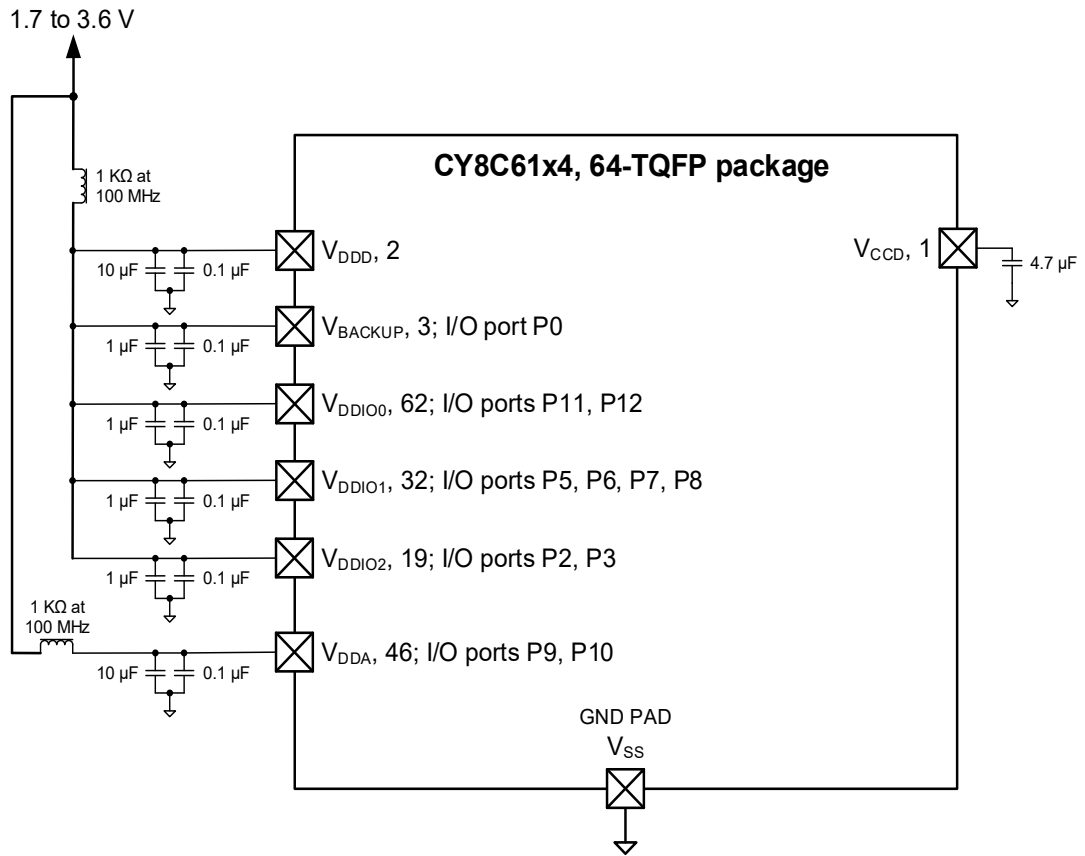 1.7 to 3.6 V
1 KΩ at
100 MHz
CY8C61x4, 64-TQFP package
10 µF
0.1 µF
VDDD, 2
VCCD, 1
4.7 µF
1 µF
0.1 µF
VBACKUP, 3; I/O port P0
1 µF
0.1 µF
VDDIO0, 62; I/O ports P11, P12
1 µF
0.1 µF
VDDIO1, 32; I/O ports P5, P6, P7, P8
1 µF
0.1 µF
VDDIO2, 19; I/O ports P2, P3
1 KΩ at
100 MHz
10 µF
0.1 µF
VDDA, 46; I/O ports P9, P10
GND PAD
VSS